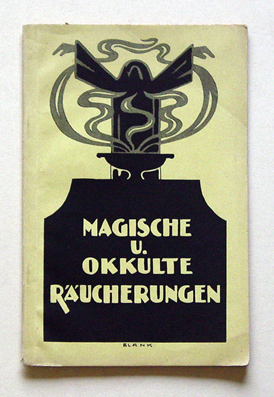 MAGISCHE
U.
OKKULTE
RÄUCHERUNGEN
BLANK